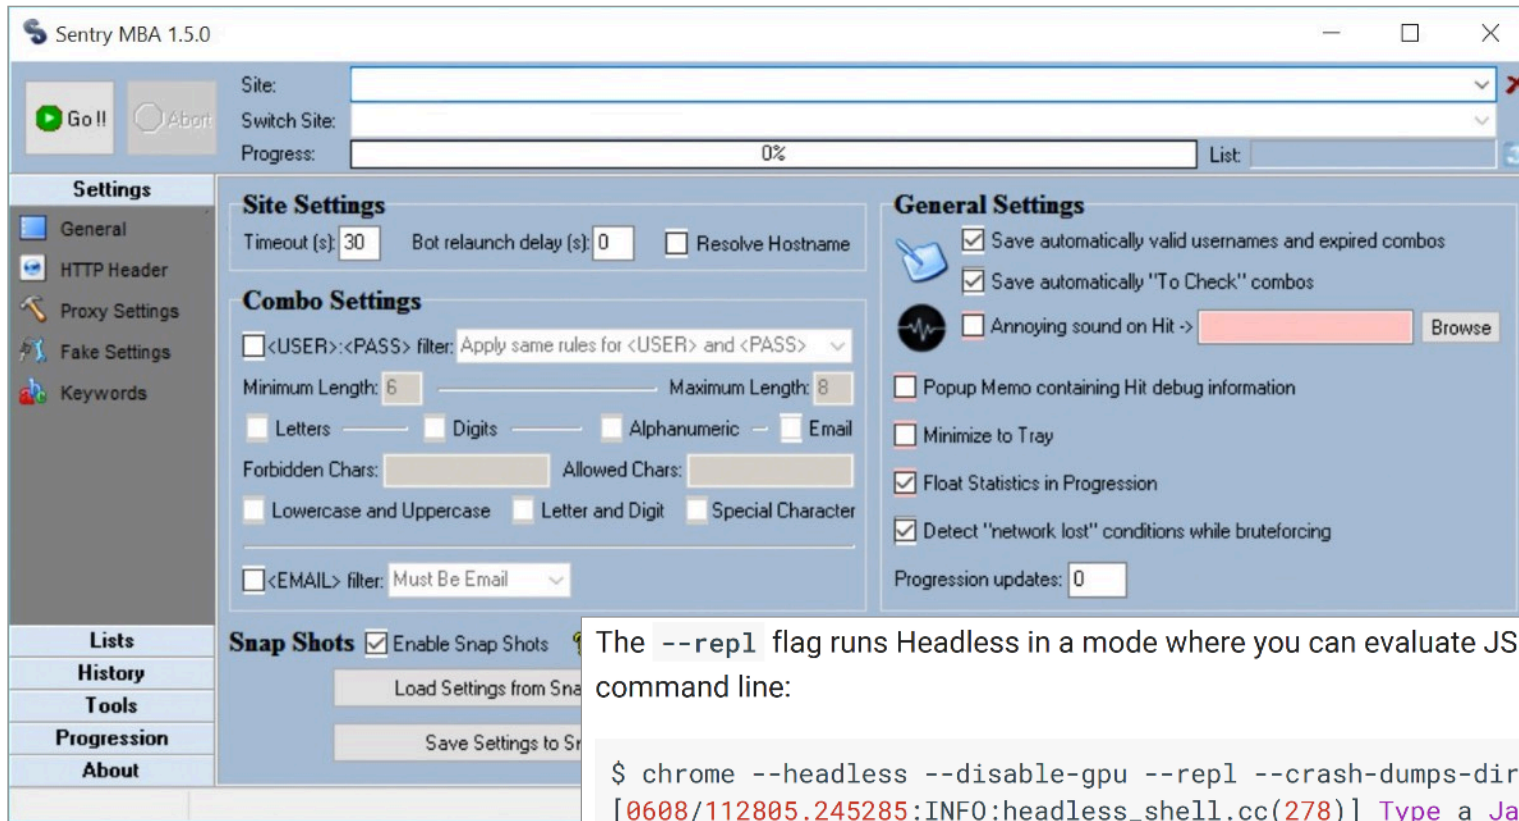 Sentry MBA 1.5.0
Go !!
Abort
Site:
Switch Site:
Progress:
0%
List:
Settings
General
HTTP Header
Proxy Settings
Fake Settings
Keywords
Lists
History
Tools
Progression
About
Site Settings
Timeout (s): 30 Bot relaunch delay (s): 0 Resolve Hostname
Combo Settings
<USER>:<PASS> filter: Apply same rules for <USER> and <PASS>
Minimum Length: 6 Maximum Length: 8
Letters Digits Alphanumeric Email
Forbidden Chars: Allowed Chars:
Lowercase and Uppercase Letter and Digit Special Character
<EMAIL> filter: Must Be Email
Snap Shots Enable Snap Shots
Load Settings from Sna
Save Settings to Sn
General Settings
Save automatically valid usernames and expired combos
Save automatically "To Check" combos
Annoying sound on Hit -> Browse
Popup Memo containing Hit debug information
Minimize to Tray
Float Statistics in Progression
Detect "network lost" conditions while bruteforcing
Progression updates: 0
The --repl flag runs Headless in a mode where you can evaluate JS
command line:
$ chrome --headless --disable-gpu --repl --crash-dumps-dir
[0608/112805.245285:INFO:headless_shell.cc(278)] Type a Ja